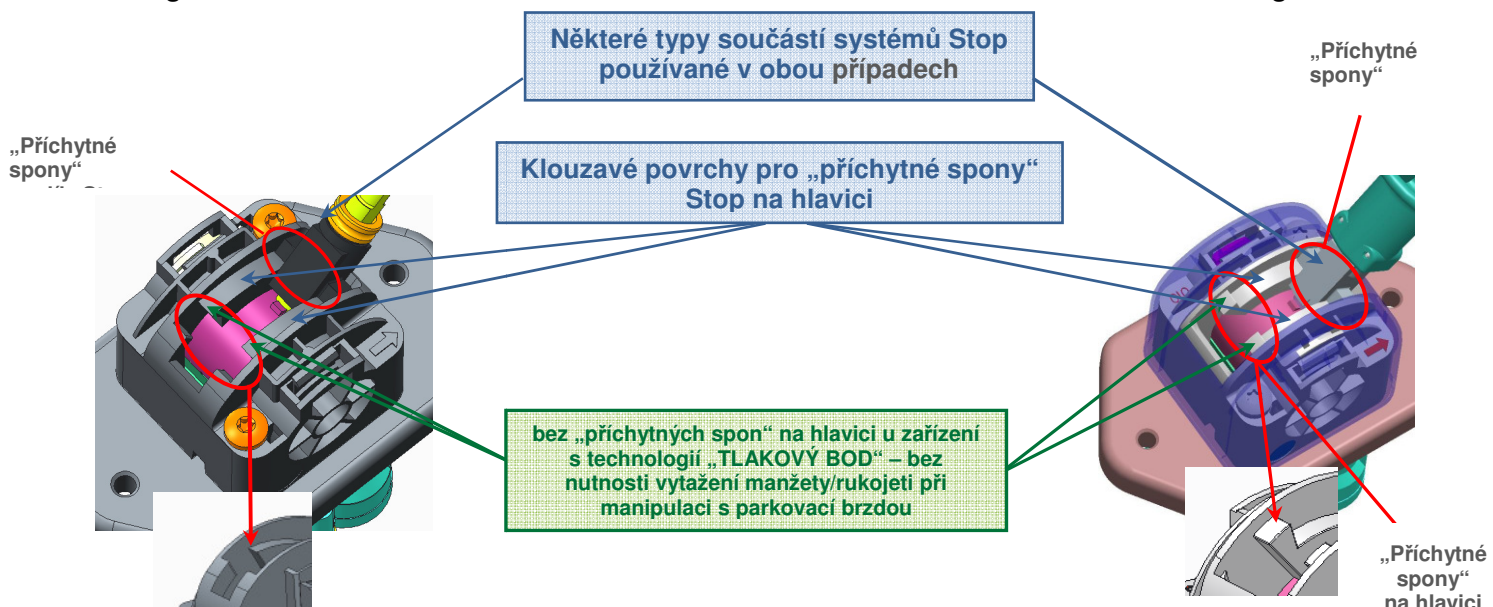 Některé typy součástí systémů Stop
používané v obou případech
„Příchytné
spony“
„Příchytné
spony“
Klouzavé povrchy pro „příchytné spony“
Stop na hlavici
bez „příchytných spon“ na hlavici u zařízení
s technologií „TLAKOVÝ BOD“ – bez
nutnosti vytažení manžety/rukojeti při
manipulaci s parkovací brzdou
„Příchytné
spony“
na hlavici